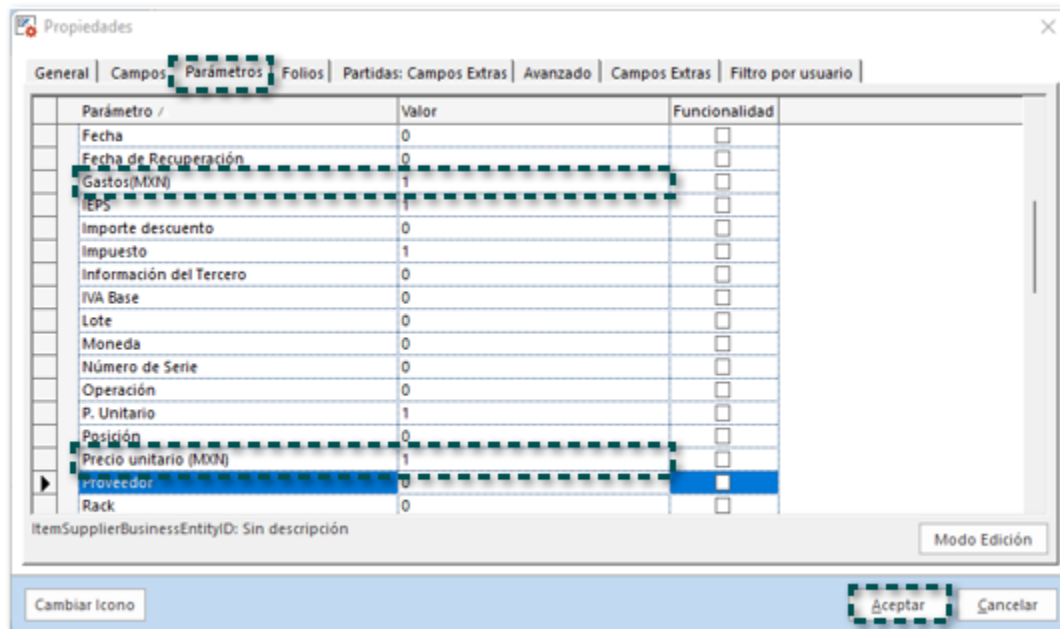 Propiedades
General Campos Parámetros Folios Partidas: Campos Extras Avanzado Campos Extras Filtro por usuario
Parámetro / Valor Funcionalidad
Fecha 0
Fecha de Recuperación 0
Gastos(MXN) 1
IEPS 1
Importe descuento 0
Impuesto 1
Información del Tercero 0
IVA Base 0
Lote 0
Moneda 0
Número de Serie 0
Operación 0
P. Unitario 1
Posición 0
Precio unitario (MXN) 1
Proveedor 0
Rack 0
ItemSupplierBusinessEntityID: Sin descripción
Modo Edición
Cambiar Icono Aceptar Cancelar